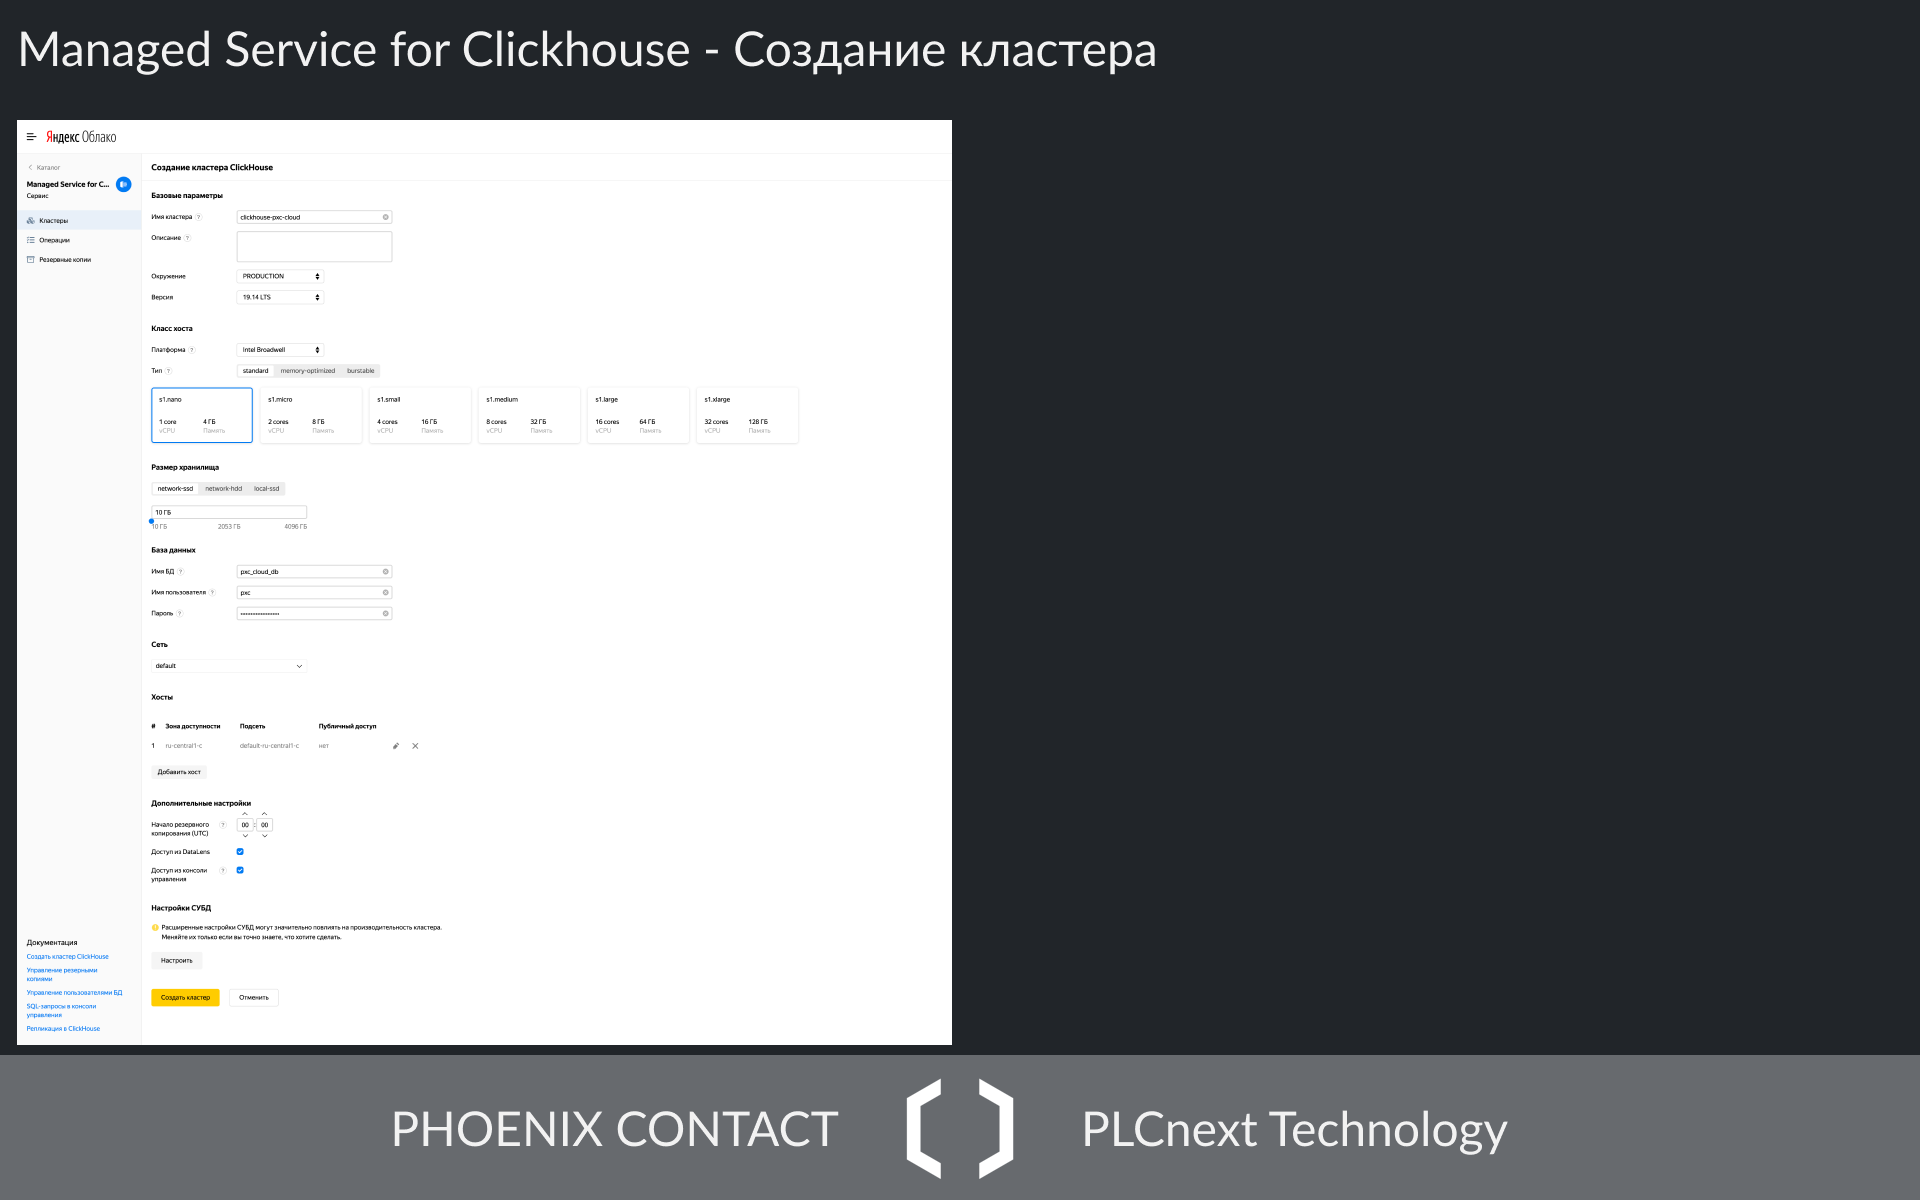 Managed Service for Clickhouse - Создание кластера
Яндекс Облако
Каталог
Managed Service for C...
Сервис
Кластеры
Операции
Резервные копии
Создание кластера ClickHouse
Базовые параметры
Имя кластера ? clickhouse-pxc-cloud
Описание ?
Окружение PRODUCTION
Версия 19.14 LTS
Класс хоста
Платформа ? Intel Broadwell
Тип ? standard memory-optimized burstable
s1.nano s1.micro s1.small s1.medium s1.large s1.xlarge
1 core 4 ГБ 2 cores 8 ГБ 4 cores 16 ГБ 8 cores 32 ГБ 16 cores 64 ГБ 32 cores 128 ГБ
vCPU Память vCPU Память vCPU Память vCPU Память vCPU Память vCPU Память
Размер хранилища
network-ssd network-hdd local-ssd
10 ГБ
10 ГБ 2053 ГБ 4096 ГБ
База данных
Имя БД ? pxc_cloud_db
Имя пользователя ? pxc
Пароль ?
Сеть
default
Хосты
# Зона доступности Подсеть Публичный доступ
1 ru-central1-c default-ru-central1-c нет
Добавить хост
Дополнительные настройки
Начало резервного ? 00 : 00
копирования (UTC)
Доступ из DataLens
Доступ из консоли ?
управления
Настройки СУБД
Расширенные настройки СУБД могут значительно повлиять на производительность кластера.
Меняйте их только если вы точно знаете, что хотите сделать.
Настроить
Создать кластер Отменить
Документация
Создать кластер ClickHouse
Управление резервными
копиями
Управление пользователями БД
SQL-запросы в консоли
управления
Репликация в ClickHouse
PHOENIX CONTACT PLCnext Technology